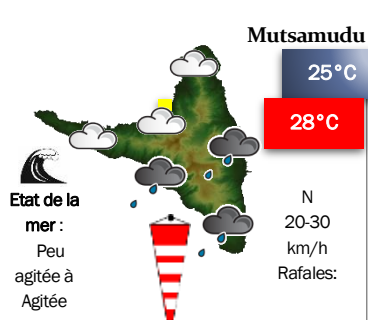 Mutsamudu
25°C
28°C
Etat de la
mer :
Peu
agitée à
Agitée
N
20-30
km/h
Rafales: